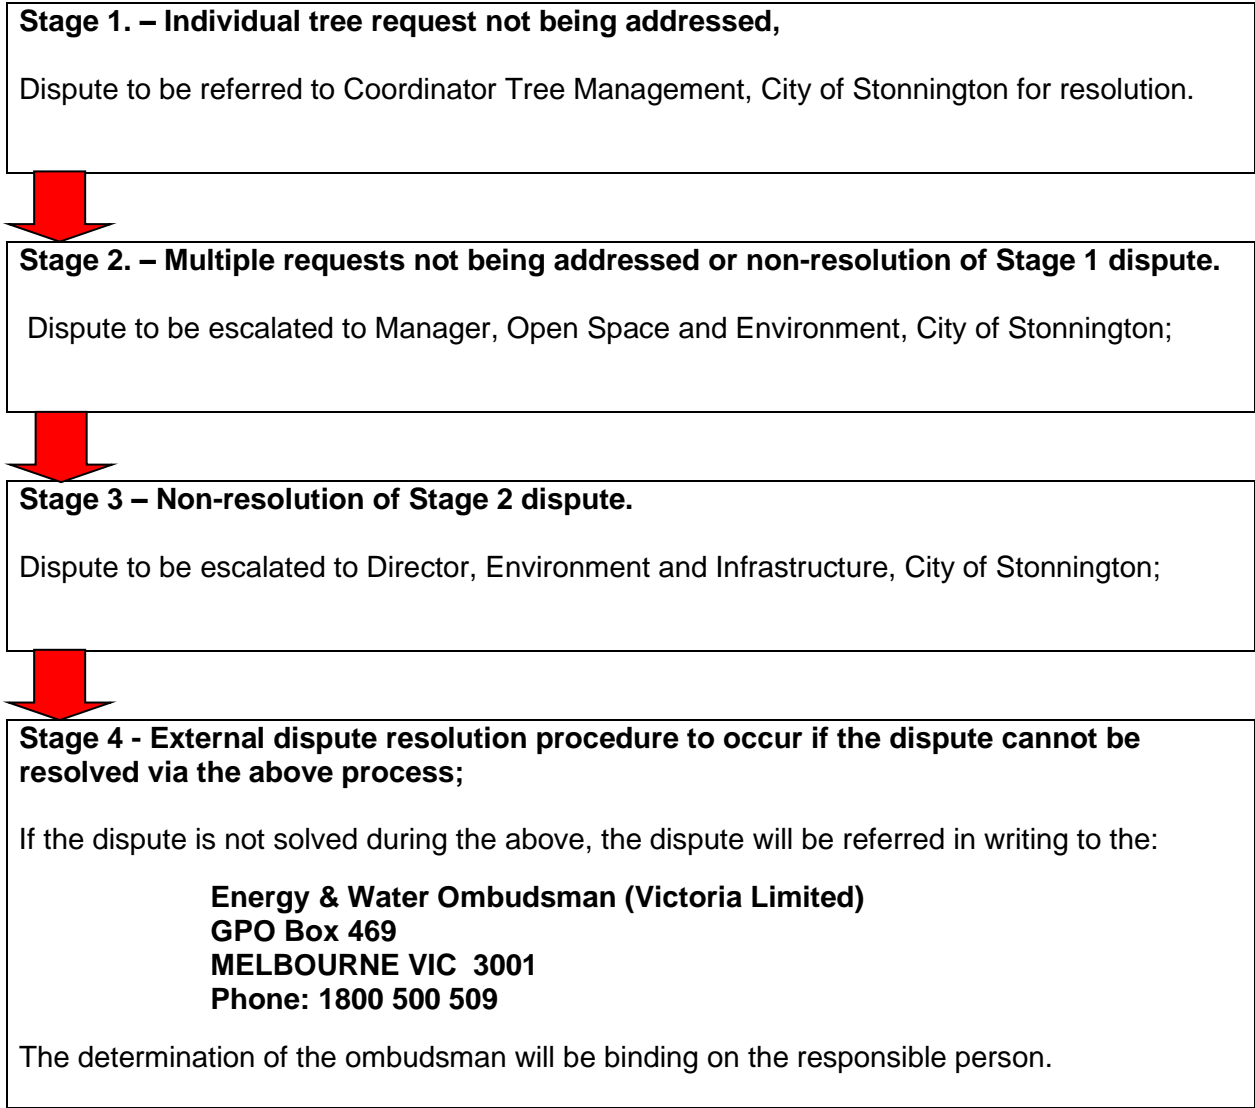 Stage 1. – Individual tree request not being addressed,
Dispute to be referred to Coordinator Tree Management, City of Stonnington for resolution.
Stage 2. – Multiple requests not being addressed or non-resolution of Stage 1 dispute.
Dispute to be escalated to Manager, Open Space and Environment, City of Stonnington;
Stage 3 – Non-resolution of Stage 2 dispute.
Dispute to be escalated to Director, Environment and Infrastructure, City of Stonnington;
Stage 4 - External dispute resolution procedure to occur if the dispute cannot be
resolved via the above process;
If the dispute is not solved during the above, the dispute will be referred in writing to the:
Energy & Water Ombudsman (Victoria Limited)
GPO Box 469
MELBOURNE VIC  3001
Phone: 1800 500 509
The determination of the ombudsman will be binding on the responsible person.